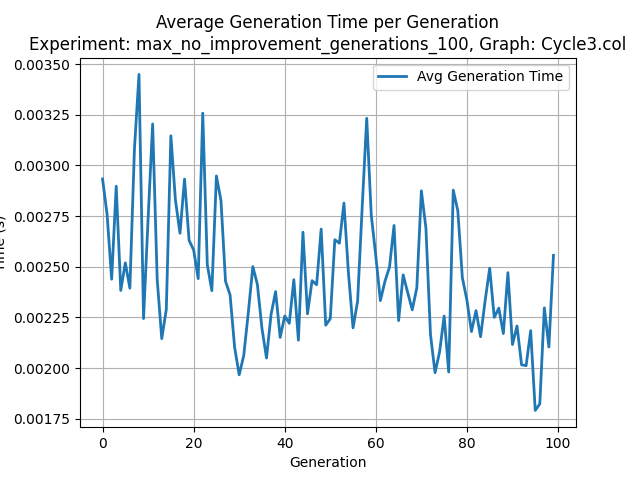 Average Generation Time per Generation
Experiment: max_no_improvement_generations_100, Graph: Cycle3.col
Avg Generation Time
0.00350
0.00325
0.00300
0.00275
0.00250
0.00225
0.00200
0.00175
Time (s)
0 20 40 60 80 100
Generation